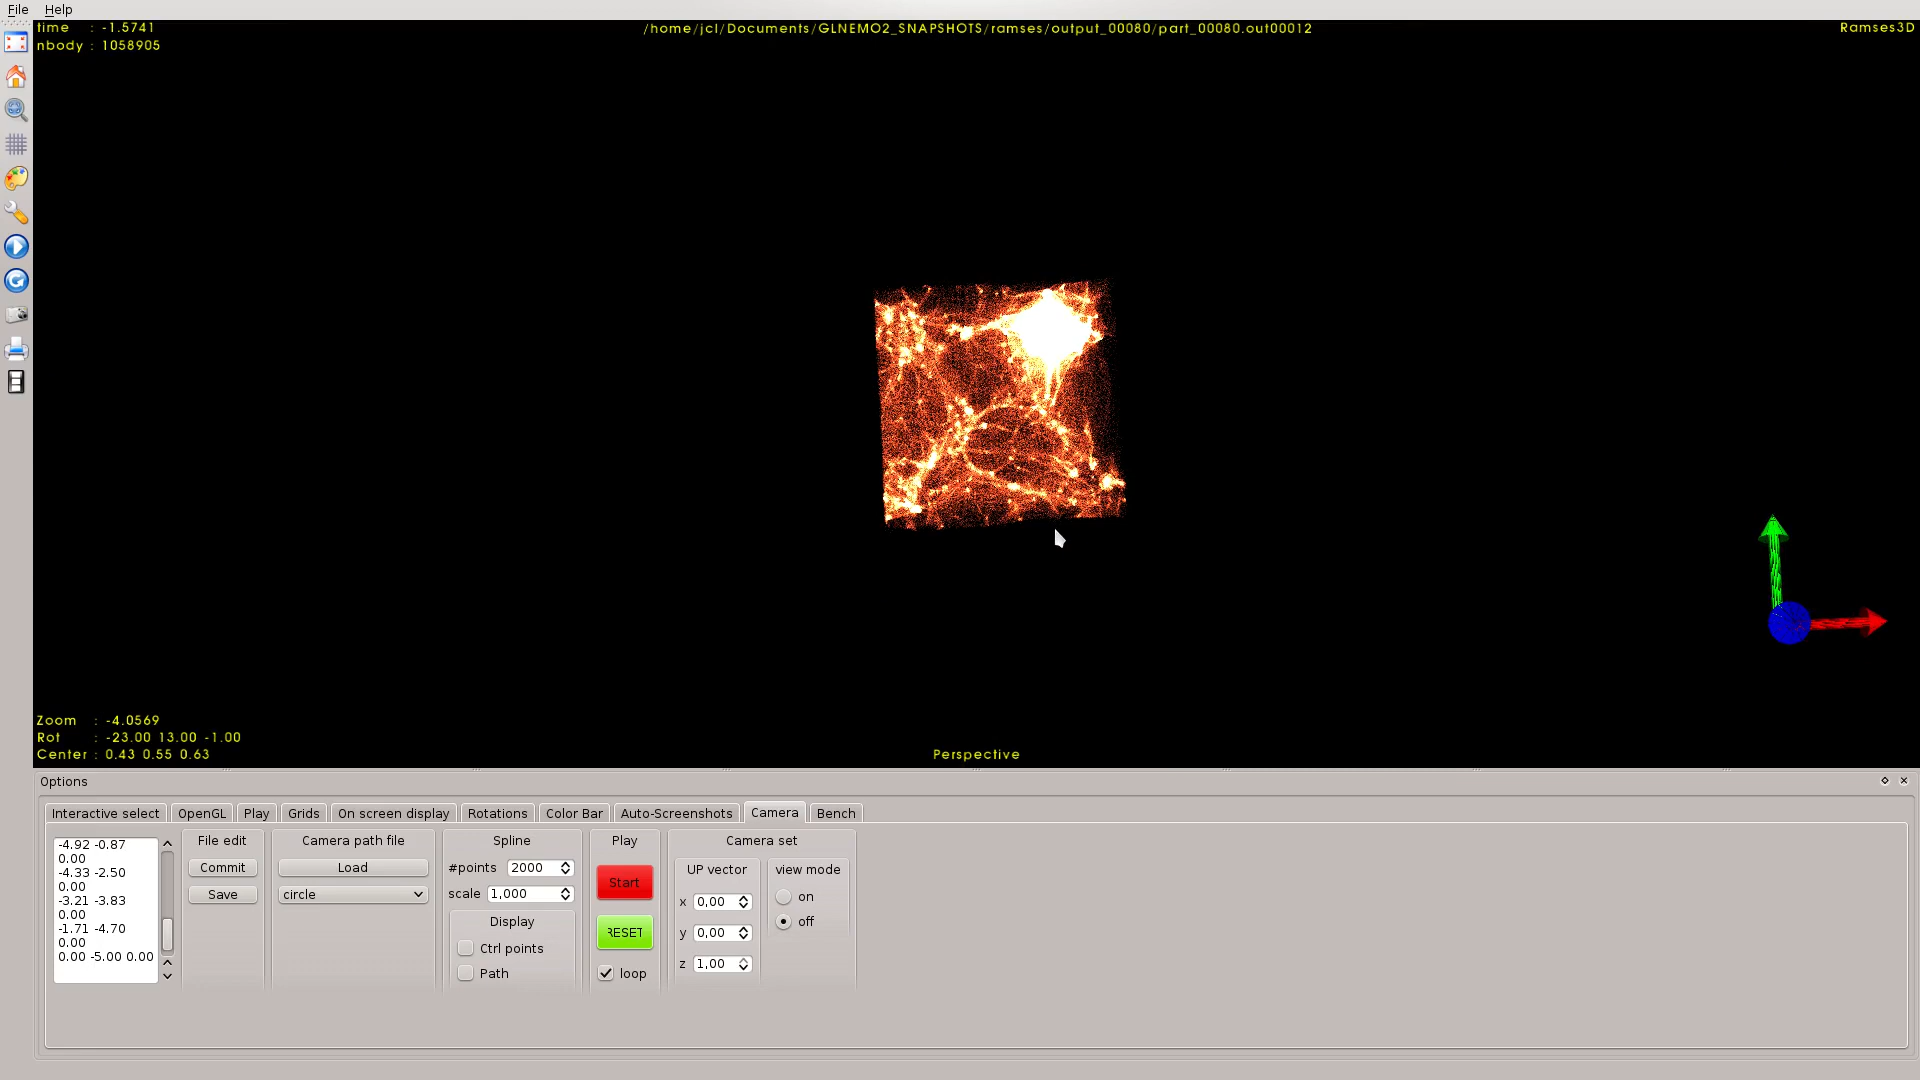 File Help
time : -1.5741
nbody : 1058905
/home/jcl/Documents/GLNEMO2_SNAPSHOTS/ramses/output_00080/part_00080.out00012
Ramses3D
Zoom : -4.0569
Rot : -23.00 13.00 -1.00
Center : 0.43 0.55 0.63
Perspective
Options
Interactive select OpenGL Play Grids On screen display Rotations Color Bar Auto-Screenshots Camera Bench
-4.92 -0.87
0.00
-4.33 -2.50
0.00
-3.21 -3.83
0.00
-1.71 -4.70
0.00
0.00 -5.00 0.00
File edit
Commit
Save
Camera path file
Load
circle
Spline
#points 2000
scale 1,000
Display
Ctrl points
Path
Play
Start
RESET
loop
Camera set
UP vector
x 0,00
y 0,00
z 1,00
view mode
on
off